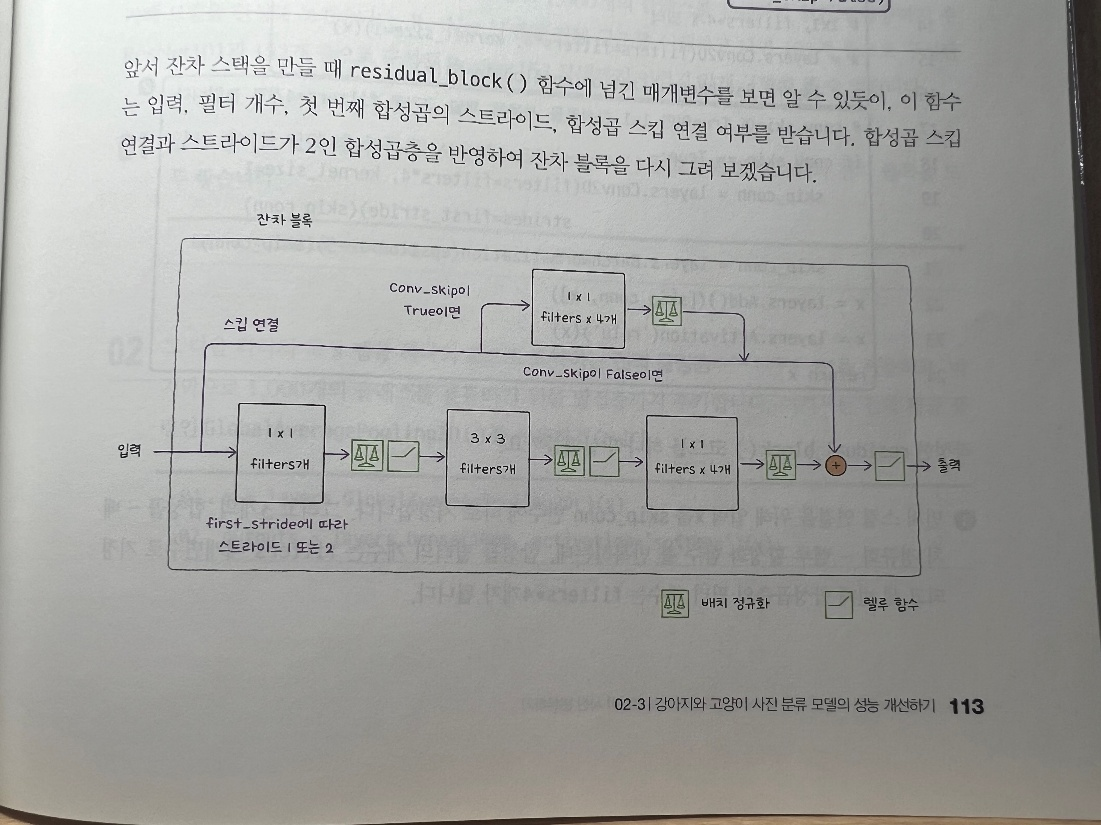 앞서 잔차 스택을 만들 때 residual_block() 함수에 넘긴 매개변수를 보면 알 수 있듯이, 이 함수
는 입력, 필터 개수, 첫 번째 합성곱의 스트라이드, 합성곱 스킵 연결 여부를 받습니다. 합성곱 스킵
연결과 스트라이드가 2인 합성곱층을 반영하여 잔차 블록을 다시 그려 보겠습니다.
잔차 블록
Conv_skip이
True이면
1 x 1
filters x 4개
스킵 연결
Conv_skip이 False이면
입력
1 x 1
filters개
3 x 3
filters개
1 x 1
filters x 4개
+
출력
first_stride에 따라
스트라이드 1 또는 2
배치 정규화
렐루 함수
02-3 | 강아지와 고양이 사진 분류 모델의 성능 개선하기 113